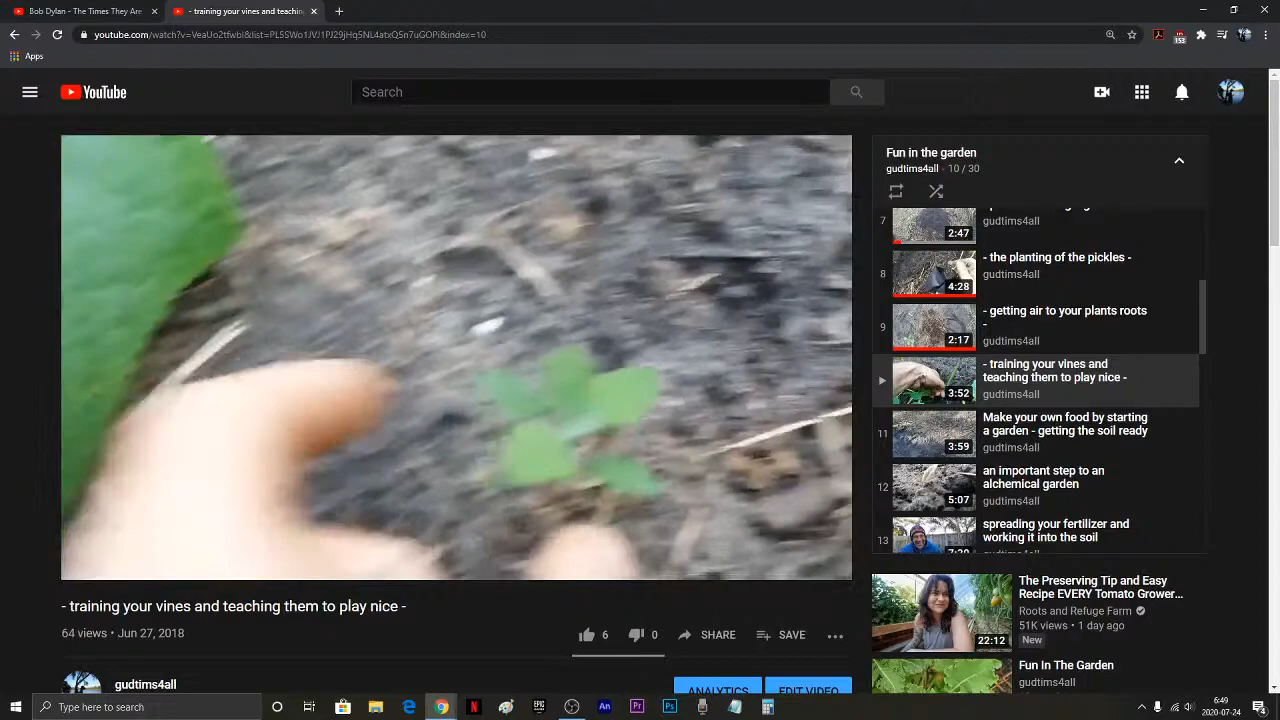 Bob Dylan - The Times They Are
- training your vines and teachin
youtube.com/watch?v=VeaUo2tfwbI&list=PL5SWo1JV/1PJ29jHq5NL4atxQ5n7uGOPi&index=10
153
Apps
YouTube
Search
Fun in the garden
gudtims4all - 10 / 30
7
2:47
gudtims4all
8
4:28
- the planting of the pickles -
gudtims4all
9
2:17
- getting air to your plants roots
-
gudtims4all
3:52
- training your vines and
teaching them to play nice -
gudtims4all
11
3:59
Make your own food by starting
a garden - getting the soil ready
gudtims4all
12
5:07
an important step to an
alchemical garden
gudtims4all
13
spreading your fertilizer and
working it into the soil
- training your vines and teaching them to play nice -
64 views • Jun 27, 2018
6
0
SHARE
SAVE
gudtims4all
ANALYTICS
EDIT VIDEO
22:12
The Preserving Tip and Easy
Recipe EVERY Tomato Grower...
Roots and Refuge Farm
51K views • 1 day ago
New
Fun In The Garden
gudtims4all
Type here to search
6:49
2020-07-24